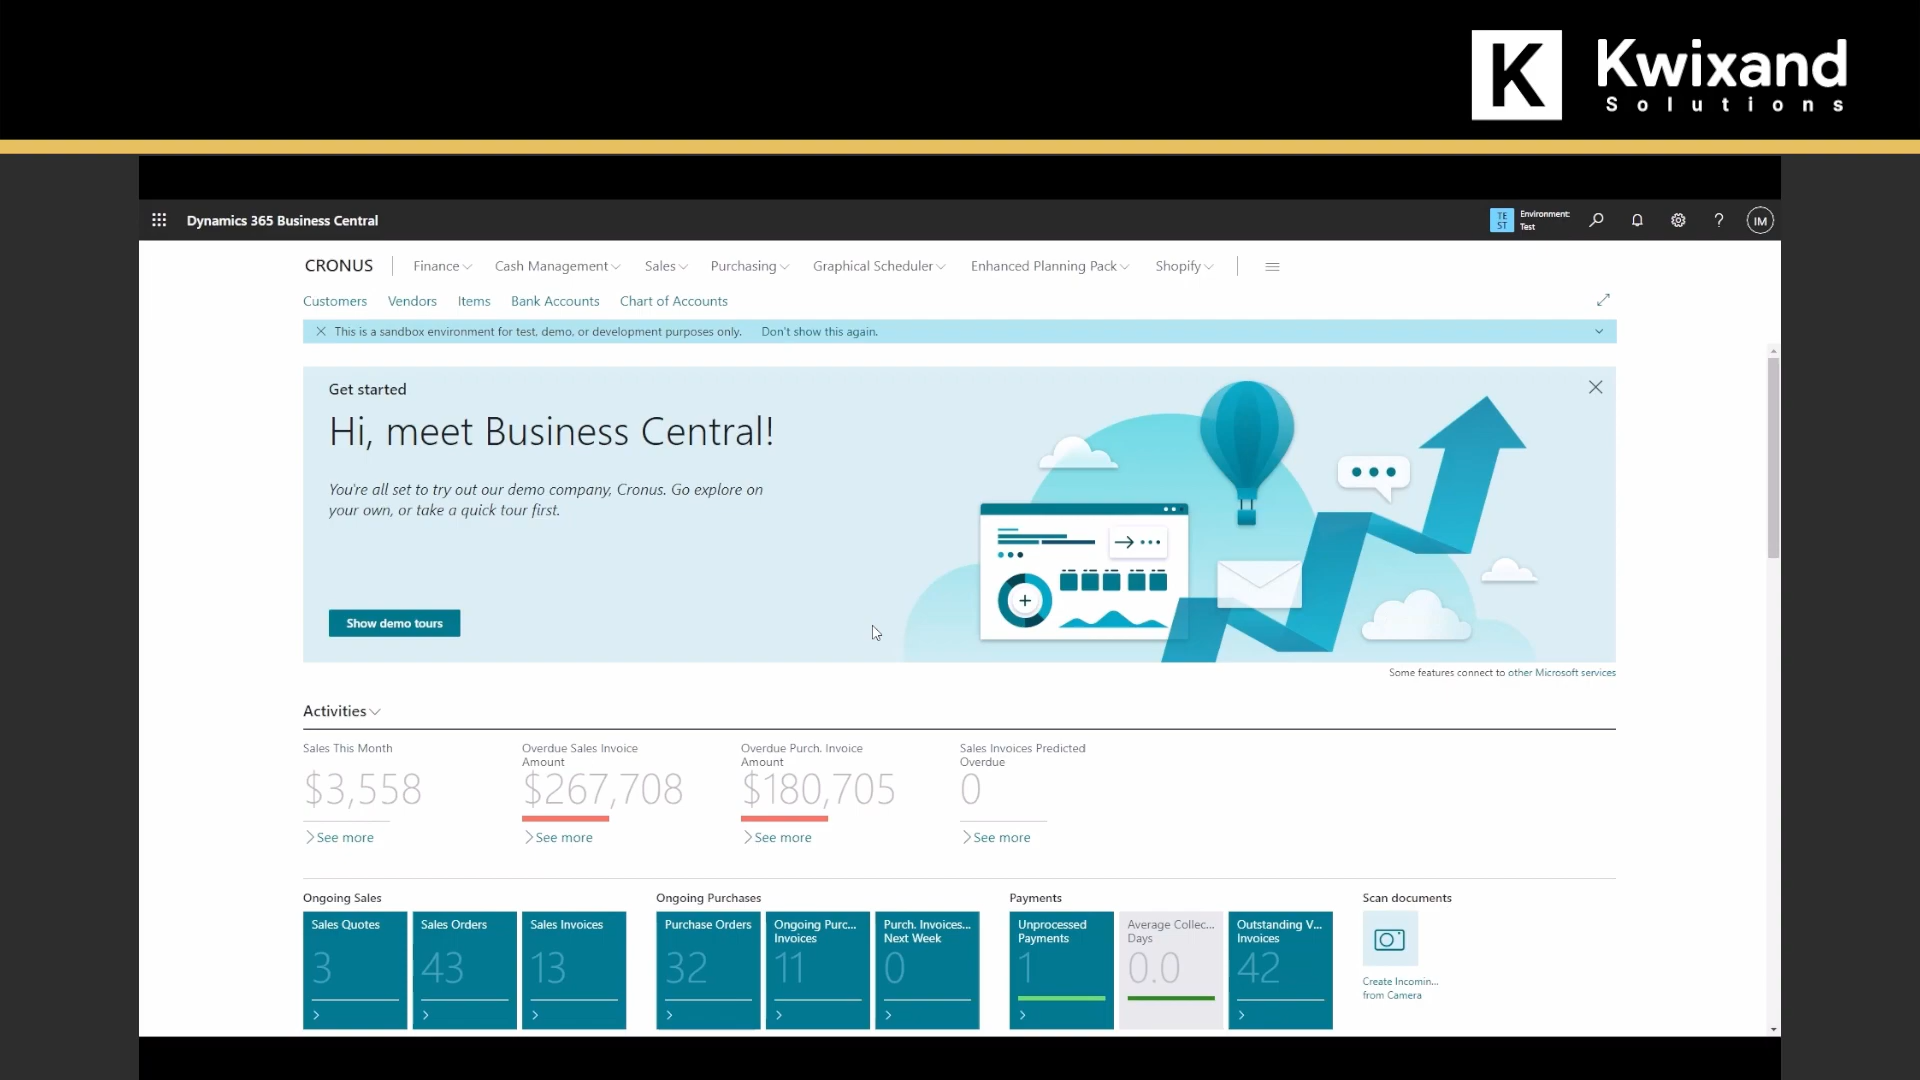 K
Kwixand
Solutions
Dynamics 365 Business Central
TE
ST
Environment:
Test
?
IM
CRONUS
Finance
Cash Management
Sales
Purchasing
Graphical Scheduler
Enhanced Planning Pack
Shopify
Customers
Vendors
Items
Bank Accounts
Chart of Accounts
This is a sandbox environment for test, demo, or development purposes only.
Don't show this again.
Get started
Hi, meet Business Central!
You're all set to try out our demo company, Cronus. Go explore on
your own, or take a quick tour first.
Show demo tours
Some features connect to other Microsoft services
Activities
Sales This Month
$3,558
See more
Overdue Sales Invoice
Amount
$267,708
See more
Overdue Purch. Invoice
Amount
$180,705
See more
Sales Invoices Predicted
Overdue
0
See more
Ongoing Sales
Sales Quotes
3
Sales Orders
43
Sales Invoices
13
Ongoing Purchases
Purchase Orders
32
Ongoing Purc...
Invoices
11
Purch. Invoices...
Next Week
0
Payments
Unprocessed
Payments
1
Average Collec...
Days
0.0
Outstanding V...
Invoices
42
Scan documents
Create Incomin...
from Camera